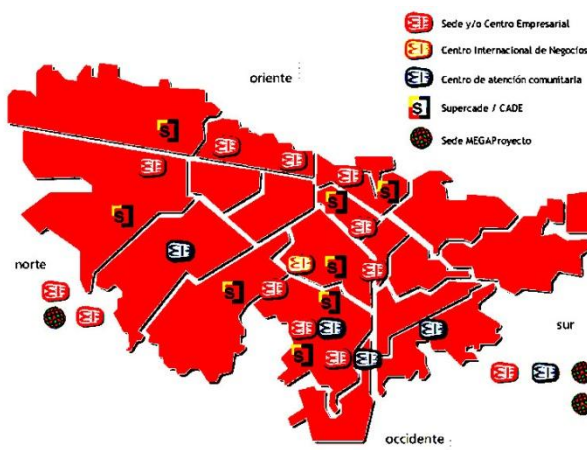 Sede y/o Centro Empresarial
Centro Internacional de Negocios
Centro de atención comunitaria
S Supercade / CADE
Sede MEGAProyecto
oriente
S
S
S
S
norte
S
S
S
S
sur
occidente